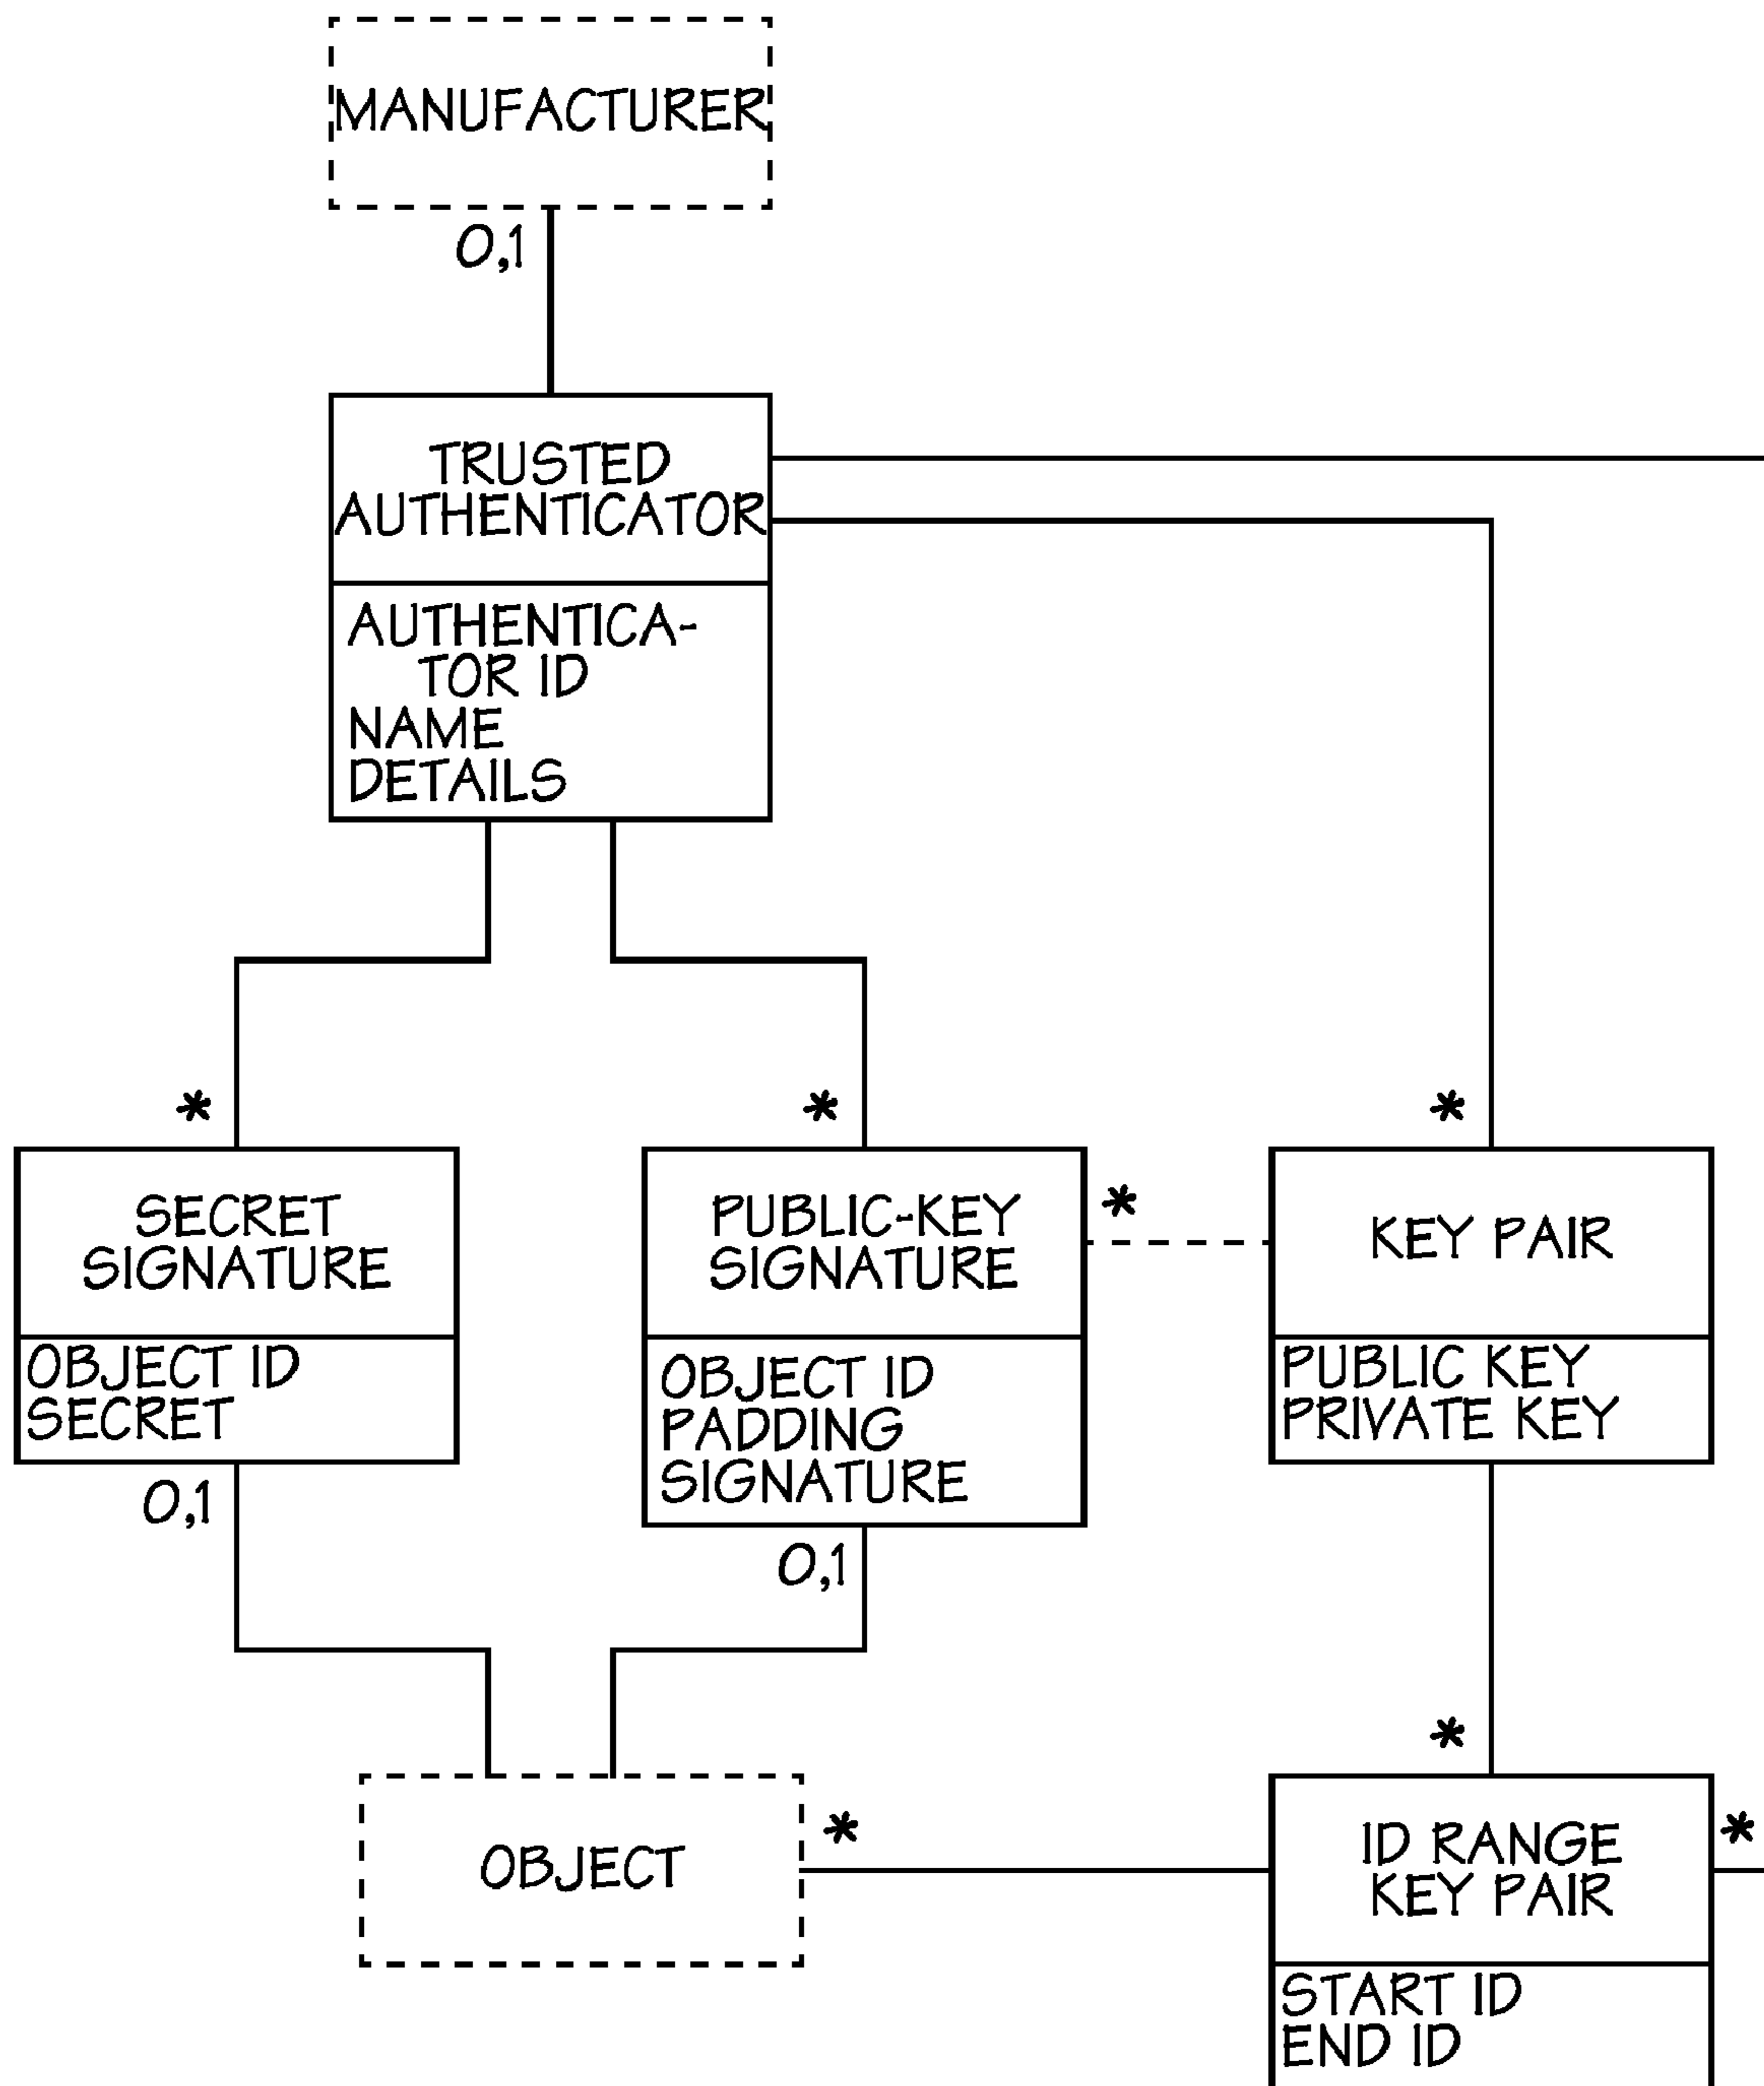 MANUFACTURER
0,1
TRUSTED
AUTHENTICATOR
AUTHENTICA-
TOR ID
NAME
DETAILS
*
*
*
SECRET
SIGNATURE
OBJECT ID
SECRET
0,1
PUBLIC-KEY
SIGNATURE
*
OBJECT ID
PADDING
SIGNATURE
0,1
KEY PAIR
PUBLIC KEY
PRIVATE KEY
*
OBJECT
*
ID RANGE
KEY PAIR
*
START ID
END ID